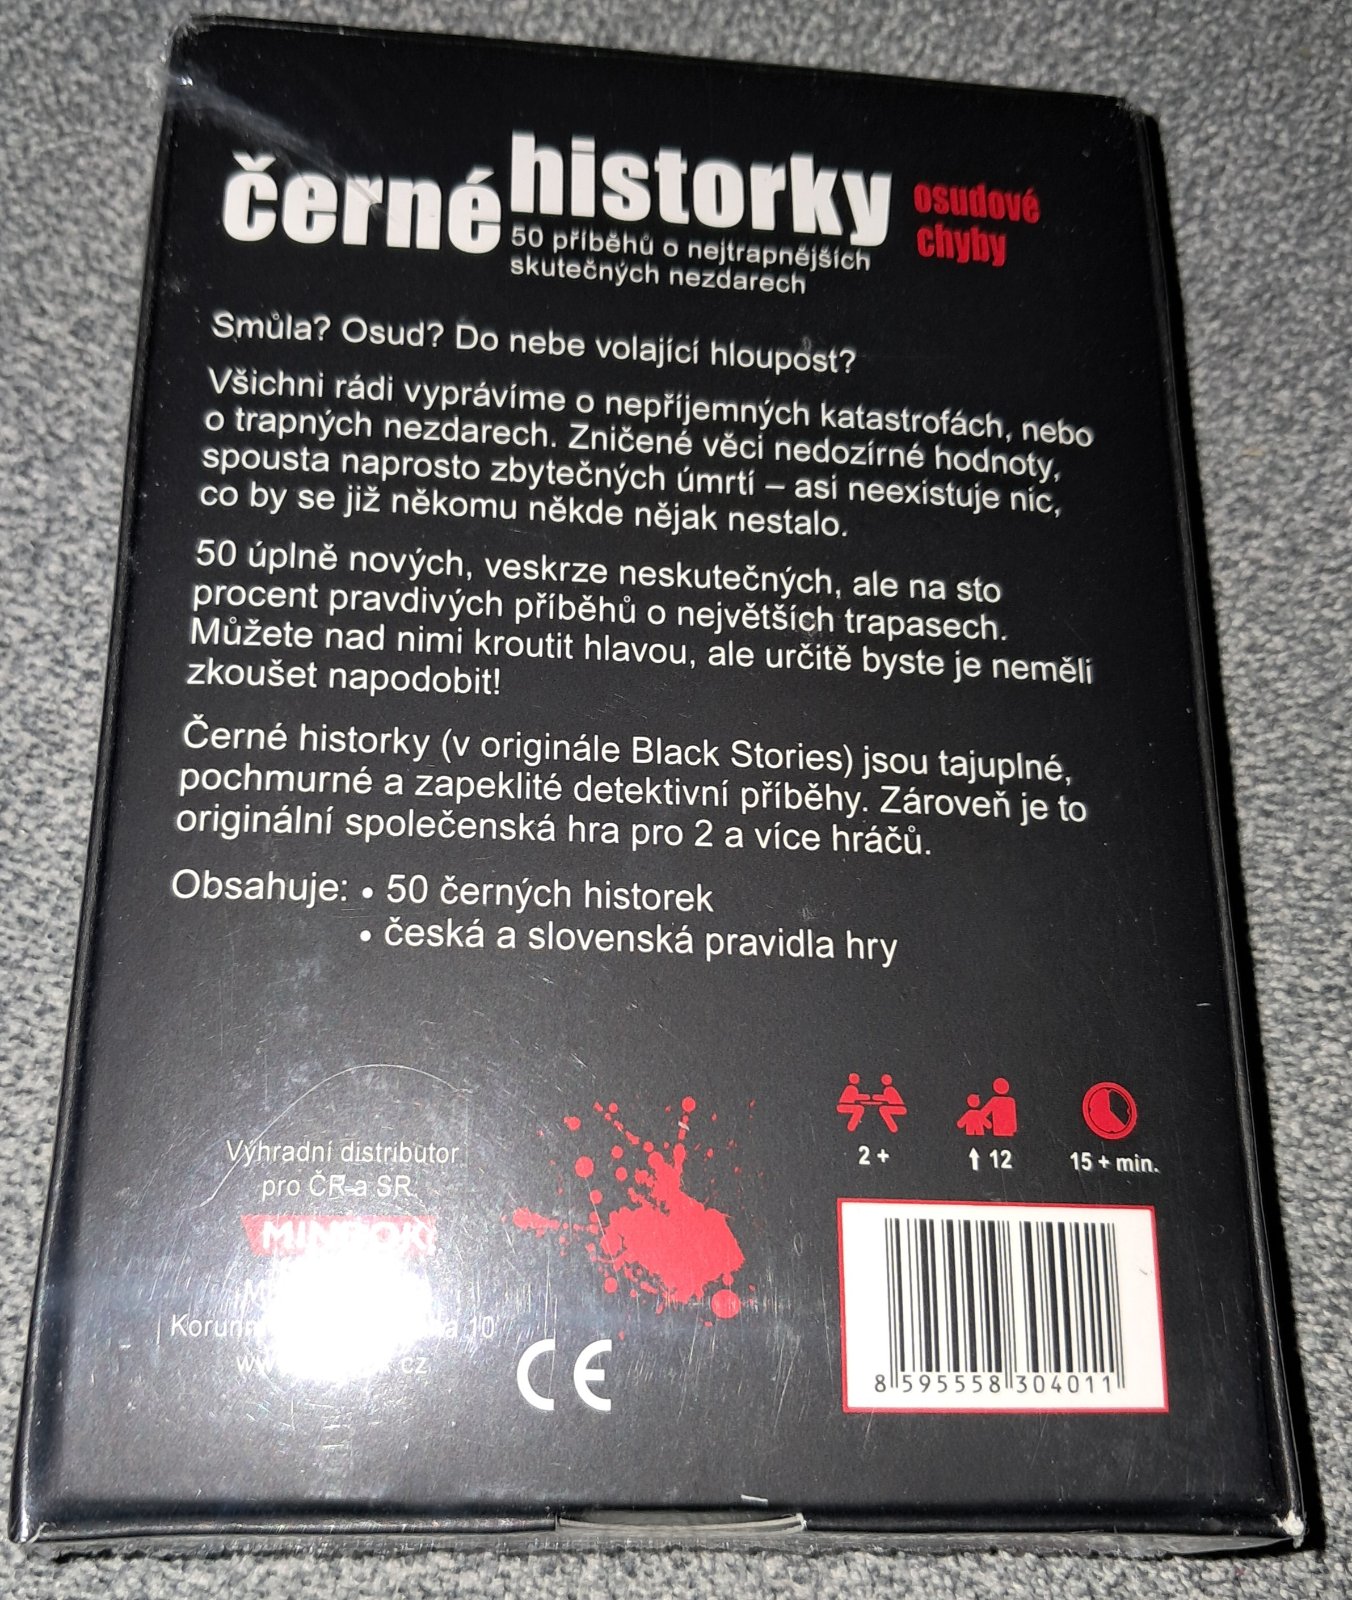 černé historky osudové chyby
50 příběhů o nejtrapnějších
skutečných nezdarech
Smůla? Osud? Do nebe volající hloupost?
Všichni rádi vyprávíme o nepříjemných katastrofách, nebo
o trapných nezdarech. Zničené věci nedozírné hodnoty,
spousta naprosto zbytečných úmrtí – asi neexistuje nic,
co by se již někomu někde nějak nestalo.
50 úplně nových, veskrze neskutečných, ale na sto
procent pravdivých příběhů o největších trapasech.
Můžete nad nimi kroutit hlavou, ale určitě byste je neměli
zkoušet napodobit!
Černé historky (v originále Black Stories) jsou tajuplné,
pochmurné a zapeklité detektivní příběhy. Zároveň je to
originální společenská hra pro 2 a více hráčů.
Obsahuje: • 50 černých historek
• česká a slovenská pravidla hry
Výhradní distributor
pro ČR a SR
MINDOK
10
cz
CE
2 +
12
15 + min.
8 595558 304011